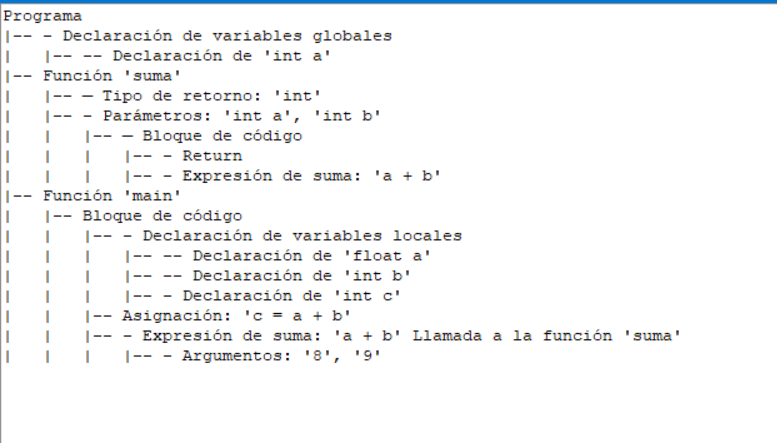 Programa
|-- - Declaración de variables globales
|   |-- -- Declaración de 'int a'
|-- Función 'suma'
|   |-- — Tipo de retorno: 'int'
|   |-- - Parámetros: 'int a', 'int b'
|   |   |-- — Bloque de código
|   |   |   |-- - Return
|   |   |   |-- - Expresión de suma: 'a + b'
|-- Función 'main'
|   |-- Bloque de código
|   |   |-- - Declaración de variables locales
|   |   |   |-- -- Declaración de 'float a'
|   |   |   |-- -- Declaración de 'int b'
|   |   |   |-- - Declaración de 'int c'
|   |   |-- Asignación: 'c = a + b'
|   |   |-- - Expresión de suma: 'a + b' Llamada a la función 'suma'
|   |   |   |-- - Argumentos: '8', '9'